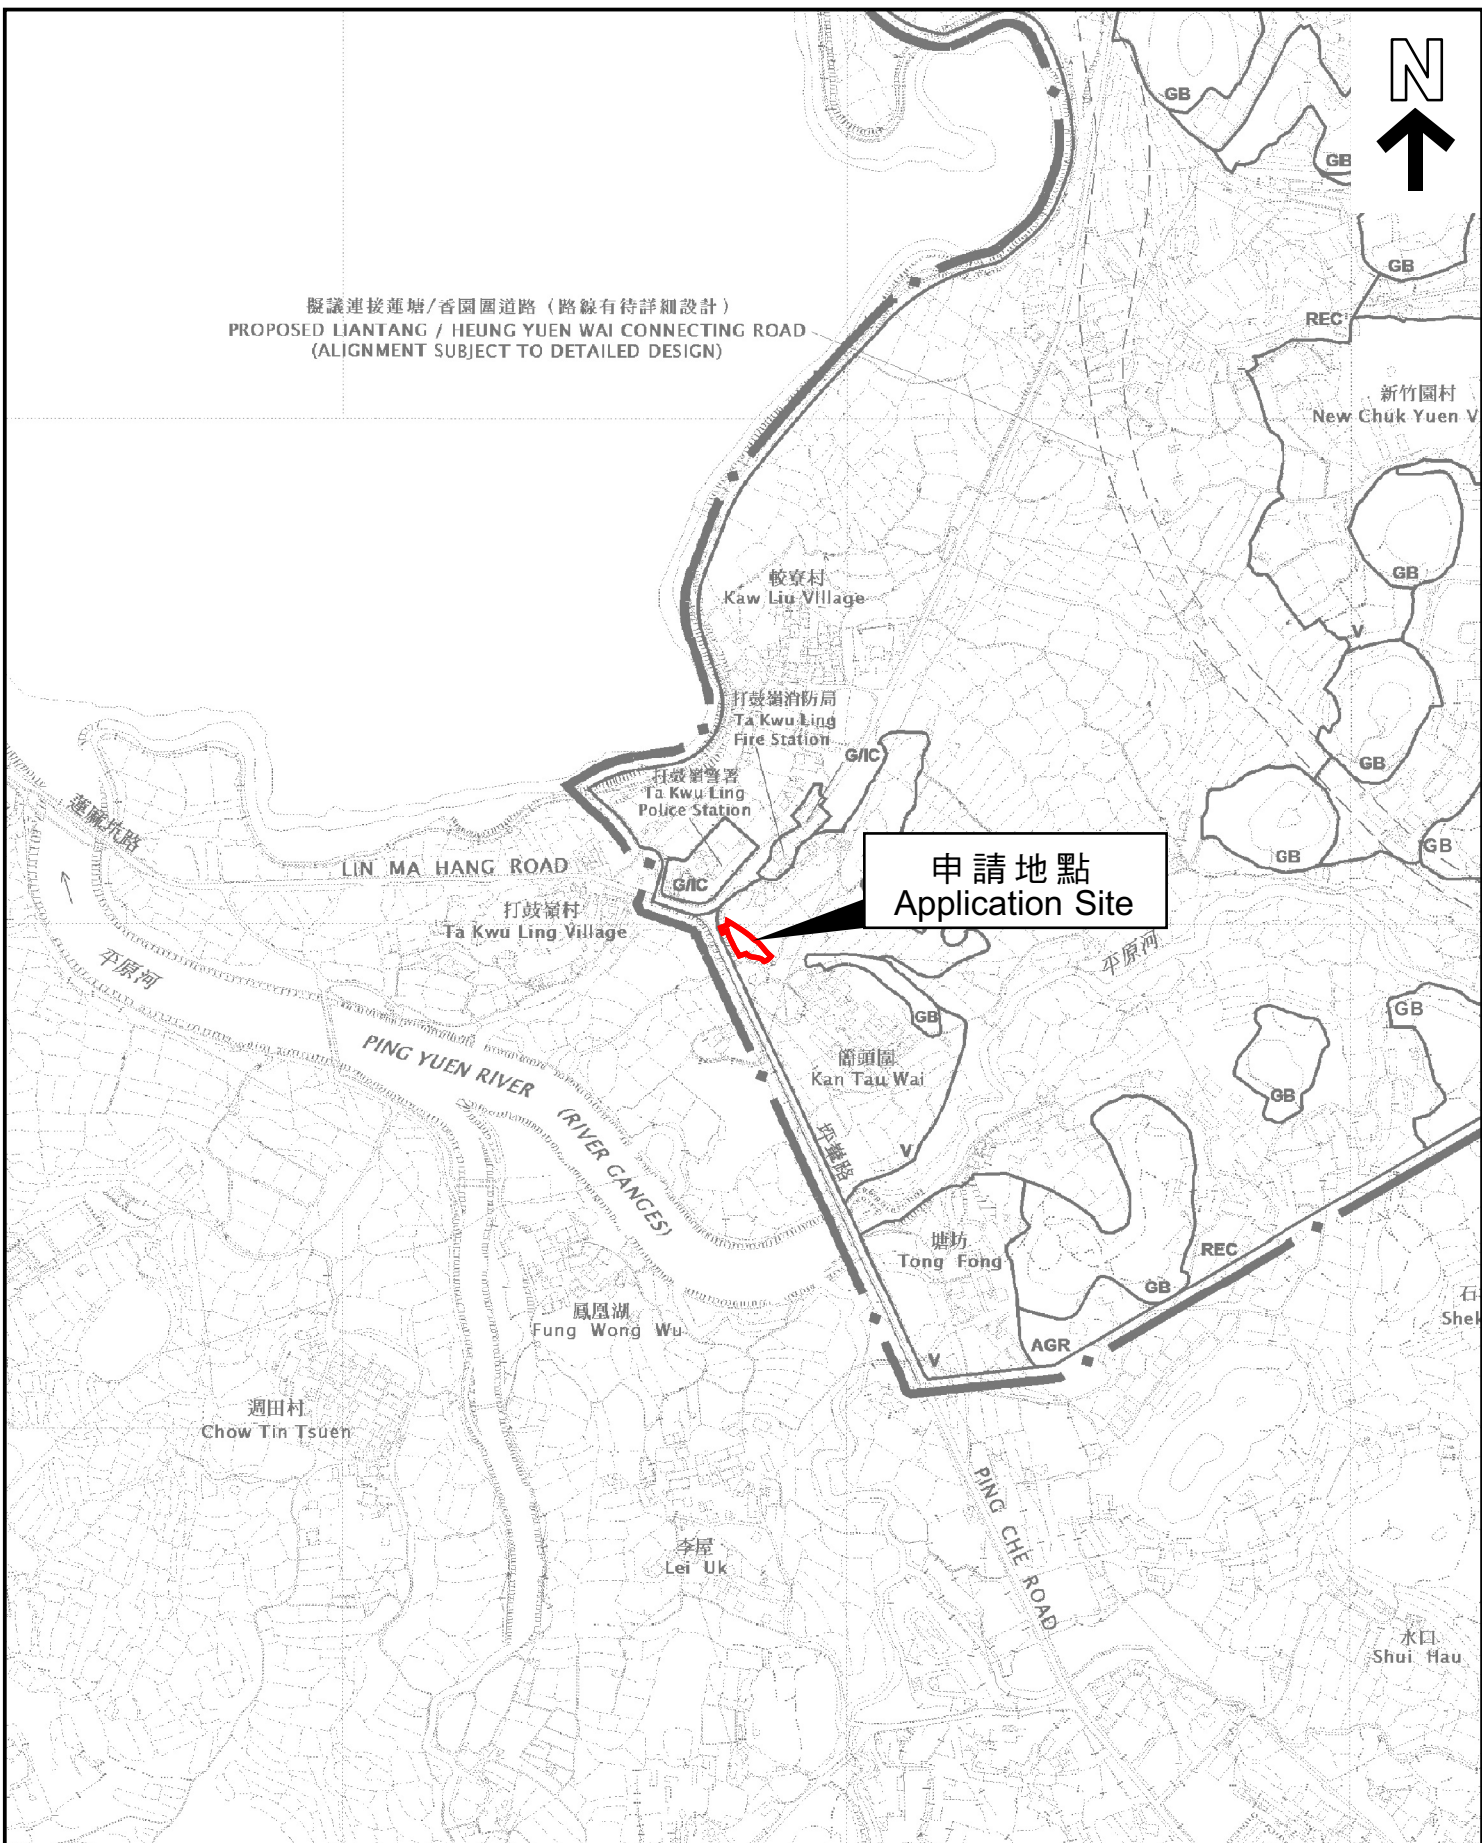 N
GB
GB
GB
REC
擬議連接蓮塘/香園圍道路（路線有待詳細設計）
PROPOSED LIANTANG / HEUNG YUEN WAI CONNECTING ROAD
(ALIGNMENT SUBJECT TO DETAILED DESIGN)
新竹園村
New Chuk Yuen V
GB
較寮村
Kaw Liu Village
V
打鼓嶺消防局
Ta Kwu Ling
Fire Station
G/IC
GB
打鼓嶺警署
Ta Kwu Ling
Police Station
蓮麻坑路
LIN MA HANG ROAD
GB
GB
申請地點
Application Site
G/IC
打鼓嶺村
Ta Kwu Ling Village
平原河
平原河
GB
GB
PING YUEN RIVER (RIVER GANGES)
簡頭圍
Kan Tau Wai
GB
坪輋路
V
塘坊
Tong Fong
REC
GB
鳳凰湖
Fung Wong Wu
石
Shek
AGR
V
週田村
Chow Tin Tsuen
PING CHE ROAD
李屋
Lei Uk
水口
Shui Hau